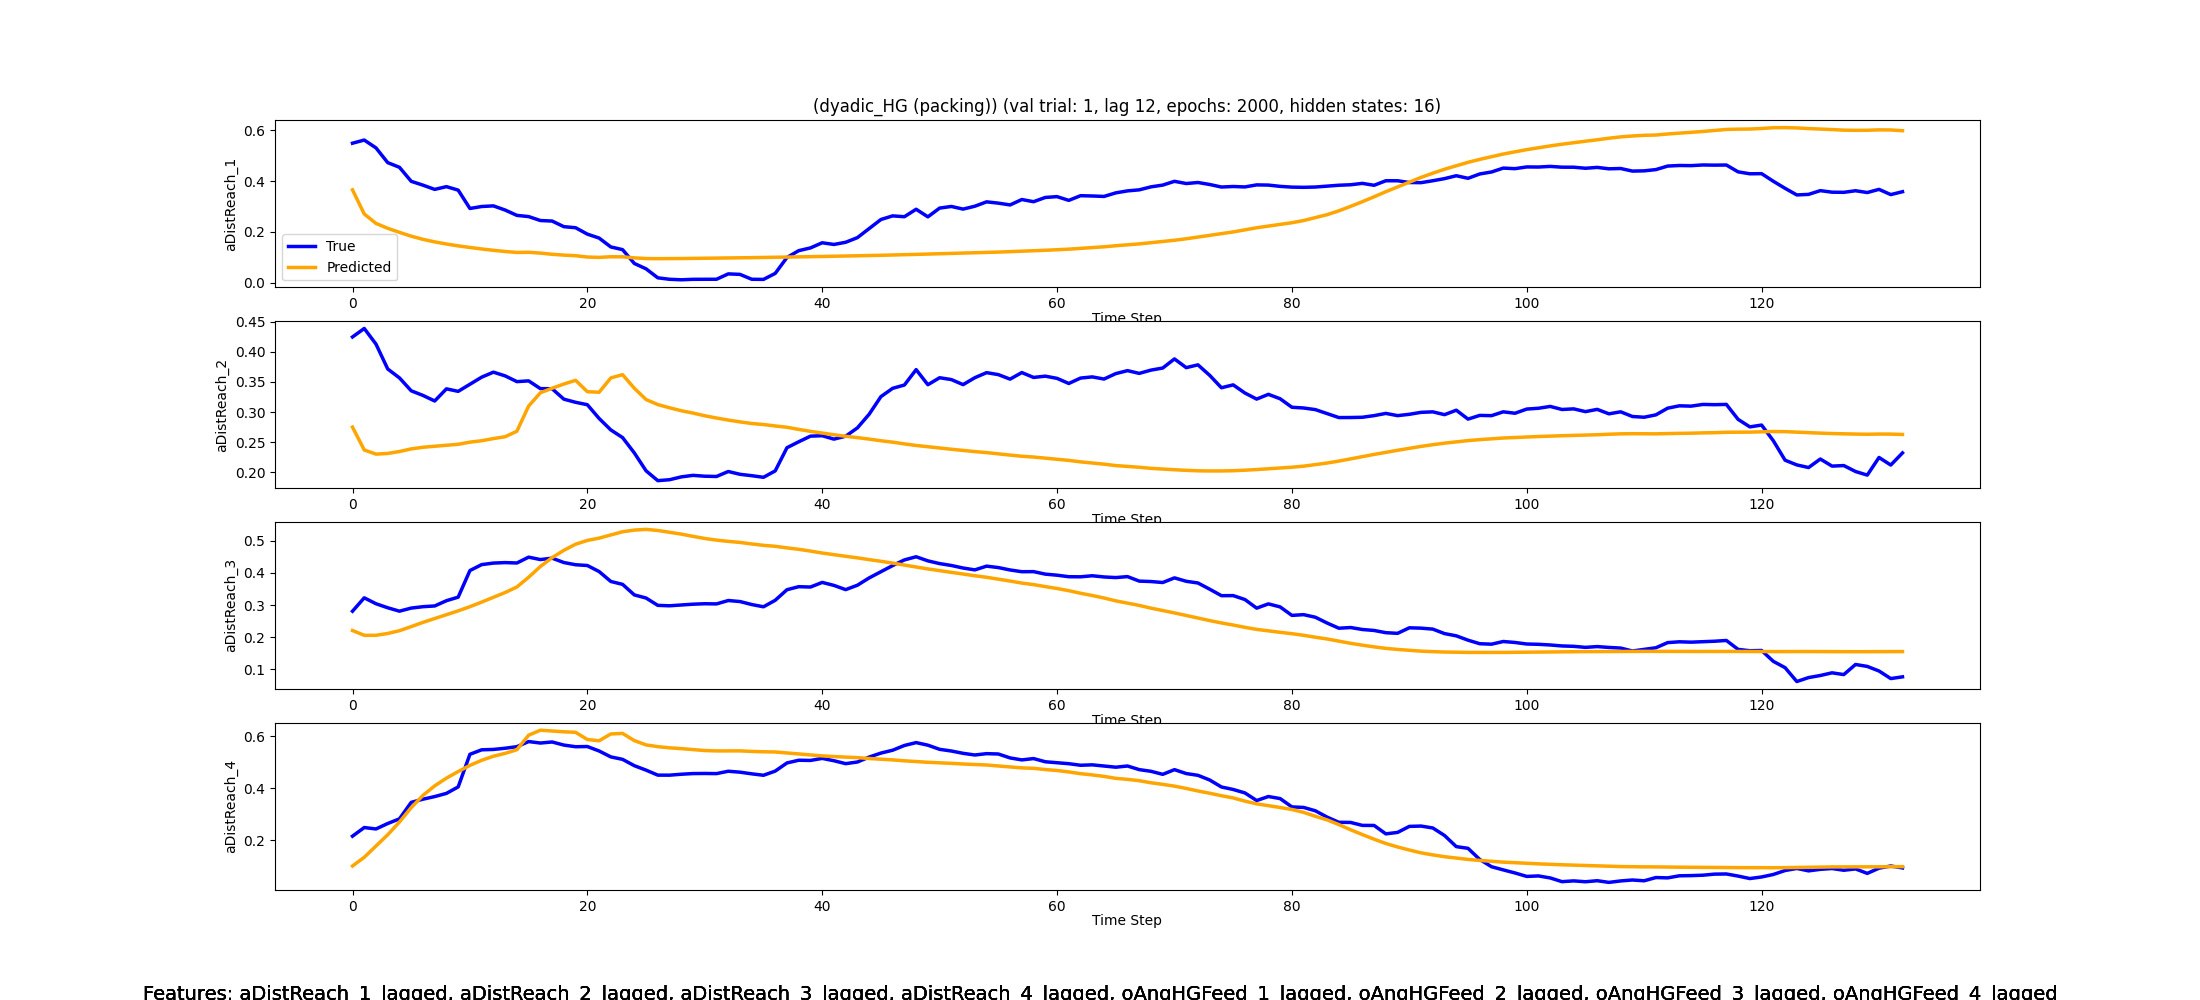 (dyadic_HG (packing)) (val trial: 1, lag 12, epochs: 2000, hidden states: 16)
aDistReach_1
0.6
0.4
0.2
0.0
True
Predicted
0 20 40 60 80 100 120
Time Step
aDistReach_2
0.45
0.40
0.35
0.30
0.25
0.20
0 20 40 60 80 100 120
Time Step
aDistReach_3
0.5
0.4
0.3
0.2
0.1
0 20 40 60 80 100 120
Time Step
aDistReach_4
0.6
0.4
0.2
0 20 40 60 80 100 120
Time Step
Features: aDistReach_1_lagged, aDistReach_2_lagged, aDistReach_3_lagged, aDistReach_4_lagged, oAngHGFeed_1_lagged, oAngHGFeed_2_lagged, oAngHGFeed_3_lagged, oAngHGFeed_4_lagged